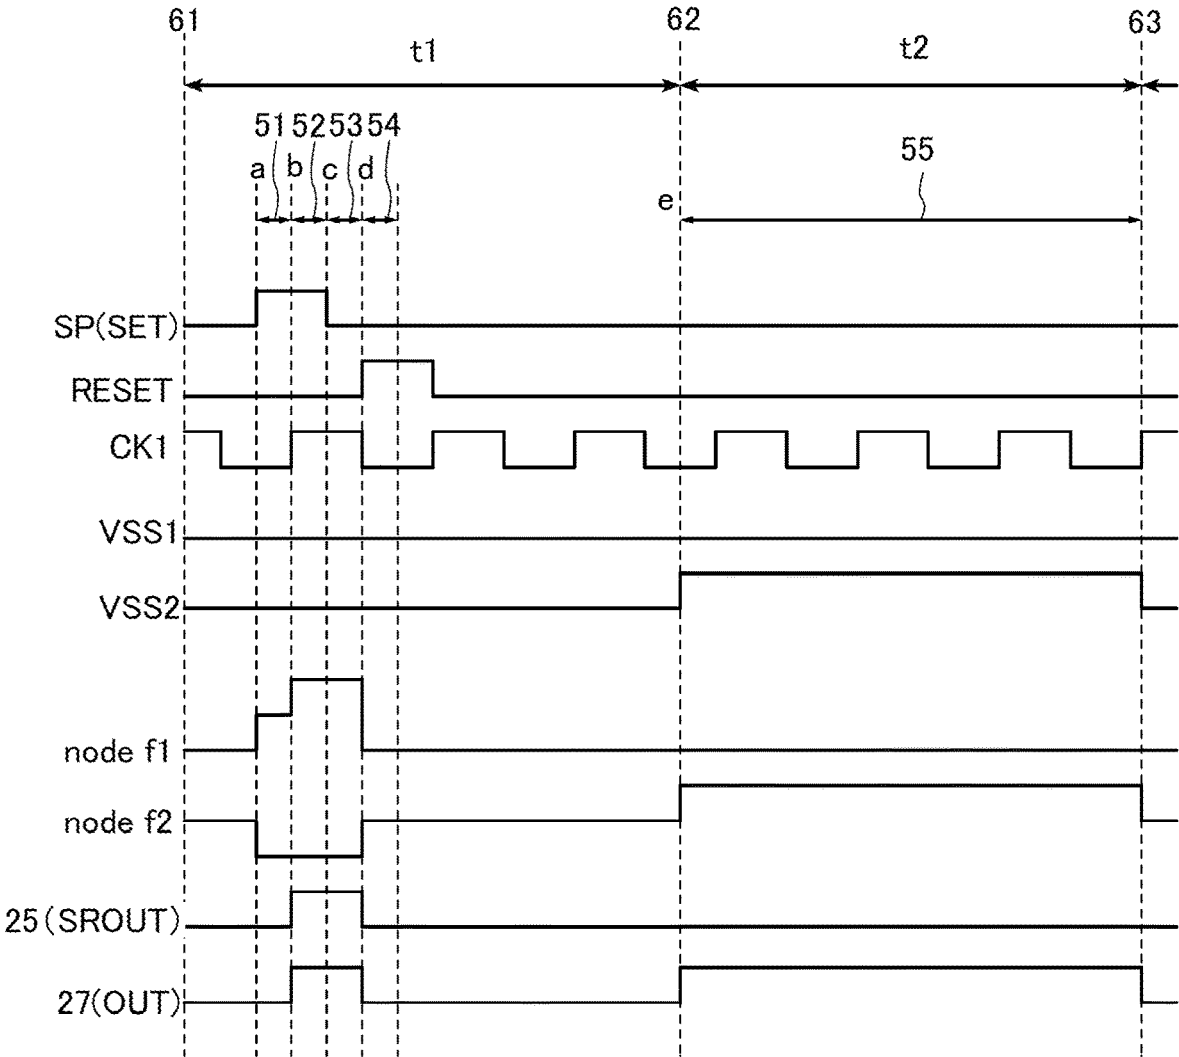 61 62 63
t1 t2
51 52 53 54
55
a b c d
e
SP(SET)
RESET
CK1
VSS1
VSS2
node f1
node f2
25(SROUT)
27(OUT)